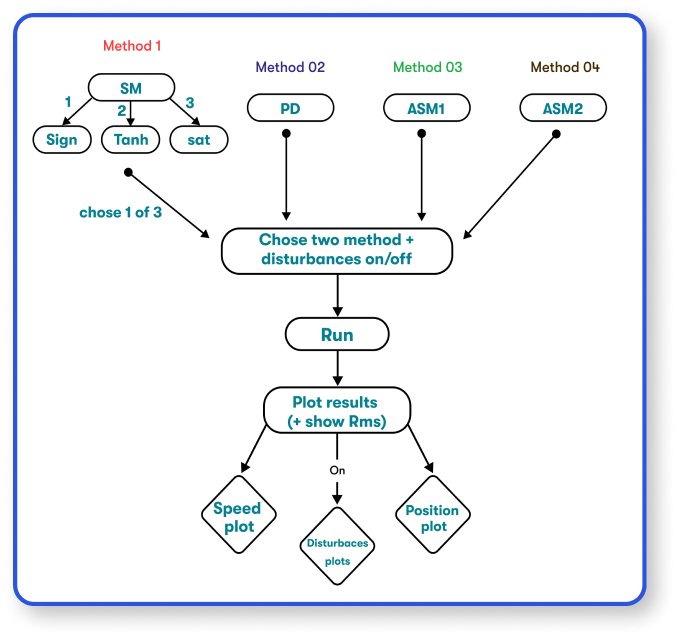 Method 1
Method 02
Method 03
Method 04
SM
PD
ASM1
ASM2
1
2
3
Sign
Tanh
sat
chose 1 of 3
Chose two method +
disturbances on/off
Run
Plot results
(+ show Rms)
On
Speed
plot
Position
plot
Disturbaces
plots